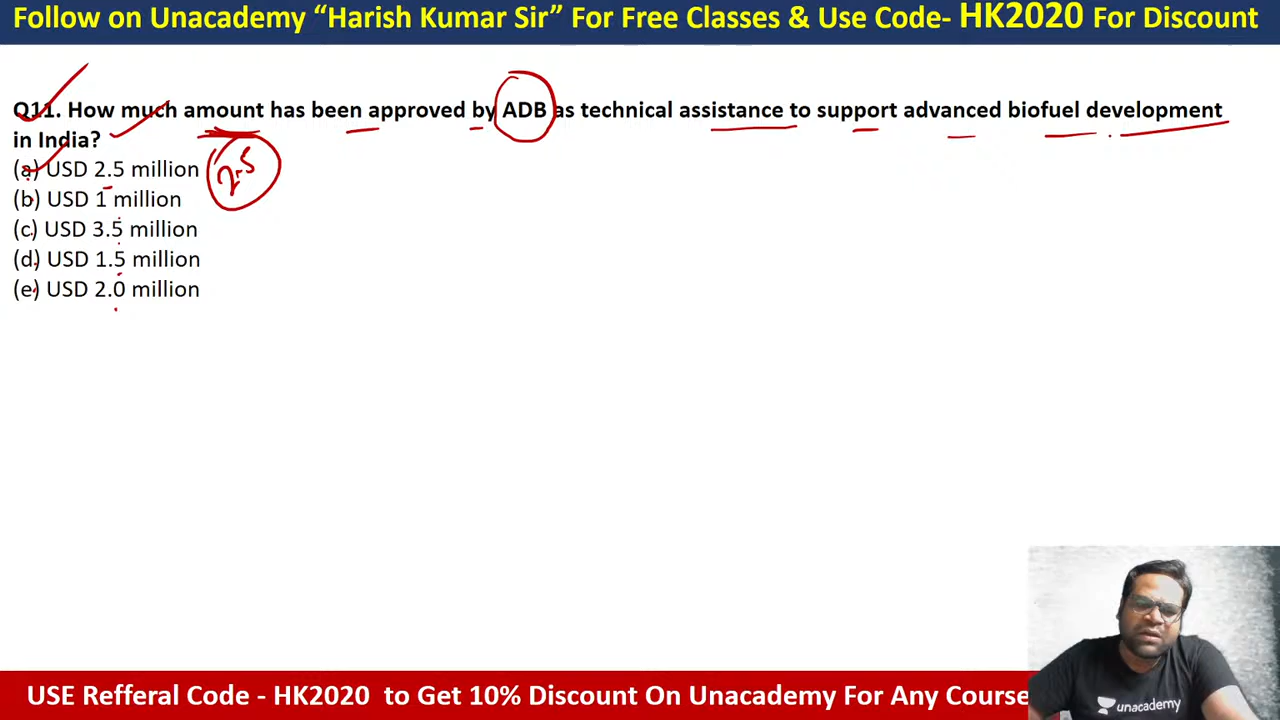 Follow on Unacademy “Harish Kumar Sir” For Free Classes & Use Code- HK2020 For Discount
Q11. How much amount has been approved by ADB as technical assistance to support advanced biofuel development
in India?
(a) USD 2.5 million
2.5
(b) USD 1 million
(c) USD 3.5 million
(d) USD 1.5 million
(e) USD 2.0 million
USE Refferal Code - HK2020 to Get 10% Discount On Unacademy For Any Course
unacademy